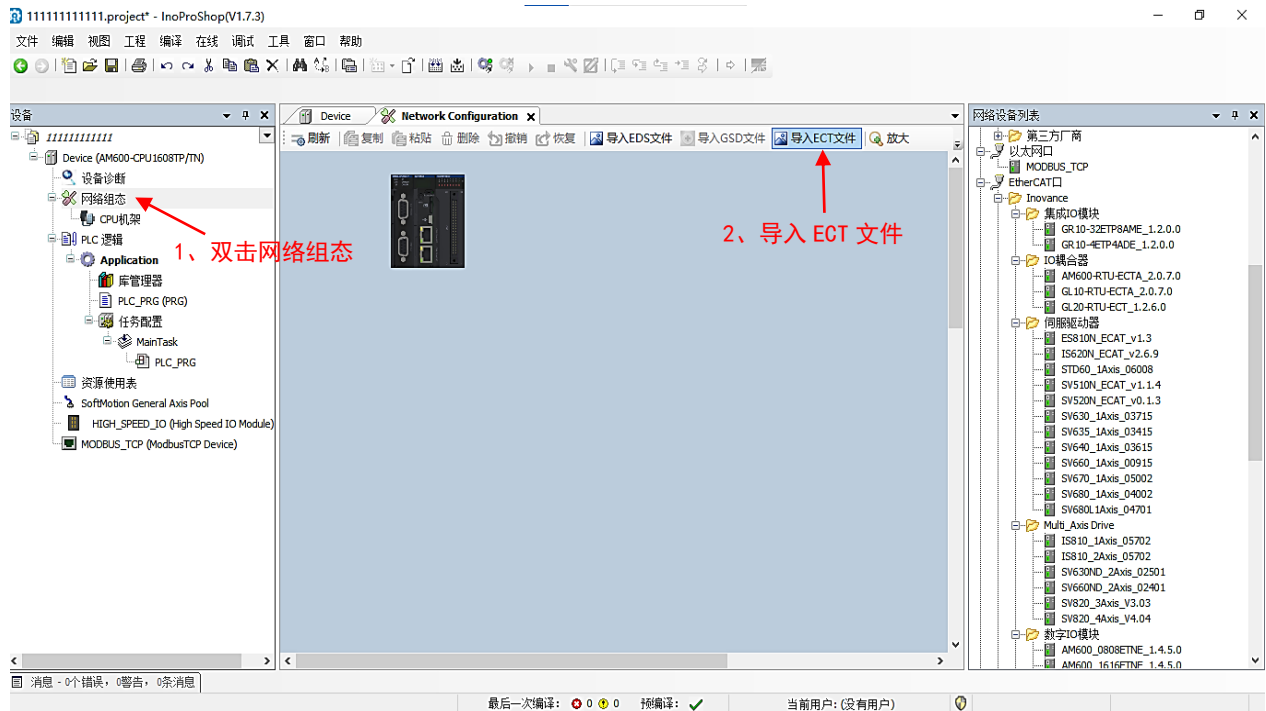 111111111111.project* - InoProShop(V1.7.3)
文件 编辑 视图 工程 编译 在线 调试 工具 窗口 帮助
设备
111111111111
Device (AM600-CPU1608TP/TN)
设备诊断
网络组态
CPU机架
PLC 逻辑
Application
库管理器
PLC_PRG (PRG)
任务配置
MainTask
PLC_PRG
资源使用表
SoftMotion General Axis Pool
HIGH_SPEED_IO (High Speed IO Module)
MODBUS_TCP (ModbusTCP Device)
1、双击网络组态
Device
Network Configuration
刷新 复制 粘贴 删除 撤销 恢复 导入EDS文件 导入GSD文件 导入ECT文件 放大
2、导入 ECT 文件
网络设备列表
第三方厂商
以太网口
MODBUS_TCP
EtherCAT口
Inovance
集成IO模块
GR10-32ETP8AME_1.2.0.0
GR10-4ETP4ADE_1.2.0.0
IO耦合器
AM600-RTU-ECTA_2.0.7.0
GL10-RTU-ECTA_2.0.7.0
GL20-RTU-ECT_1.2.6.0
伺服驱动器
ES810N_ECAT_v1.3
IS620N_ECAT_v2.6.9
STD60_1Axis_06008
SV510N_ECAT_v1.1.4
SV520N_ECAT_v0.1.3
SV630_1Axis_03715
SV635_1Axis_03415
SV640_1Axis_03615
SV660_1Axis_00915
SV670_1Axis_05002
SV680_1Axis_04002
SV680L1Axis_04701
Multi_Axis Drive
IS810_1Axis_05702
IS810_2Axis_05702
SV630ND_2Axis_02501
SV660ND_2Axis_02401
SV820_3Axis_V3.03
SV820_4Axis_V4.04
数字IO模块
AM600_0808ETNE_1.4.5.0
AM600_1616ETNE_1.4.5.0
消息 - 0个错误，0警告，0条消息
最后一次编译： 0 0 预编译： 当前用户: (没有用户)